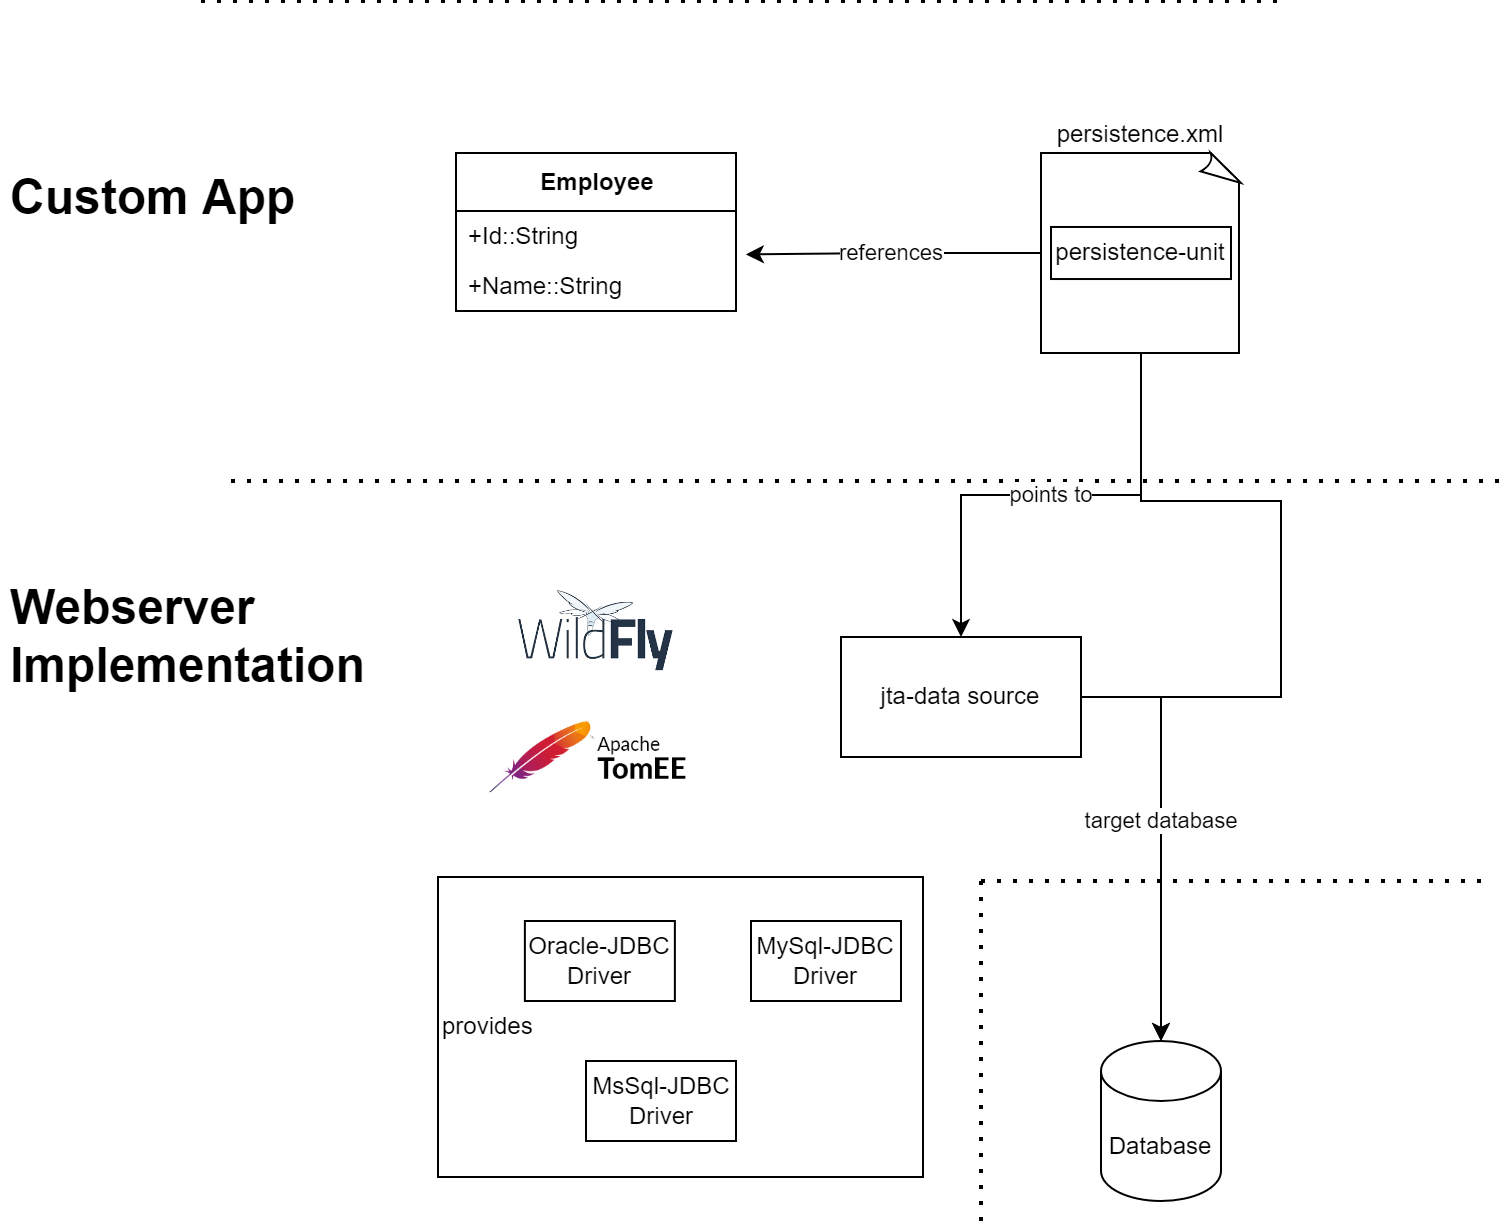 persistence.xml
Custom App
Employee
+Id::String
+Name::String
references
persistence-unit
points to
Webserver
Implementation
WildFly
Apache
TomEE
jta-data source
target database
Oracle-JDBC
Driver
MySql-JDBC
Driver
provides
MsSql-JDBC
Driver
Database